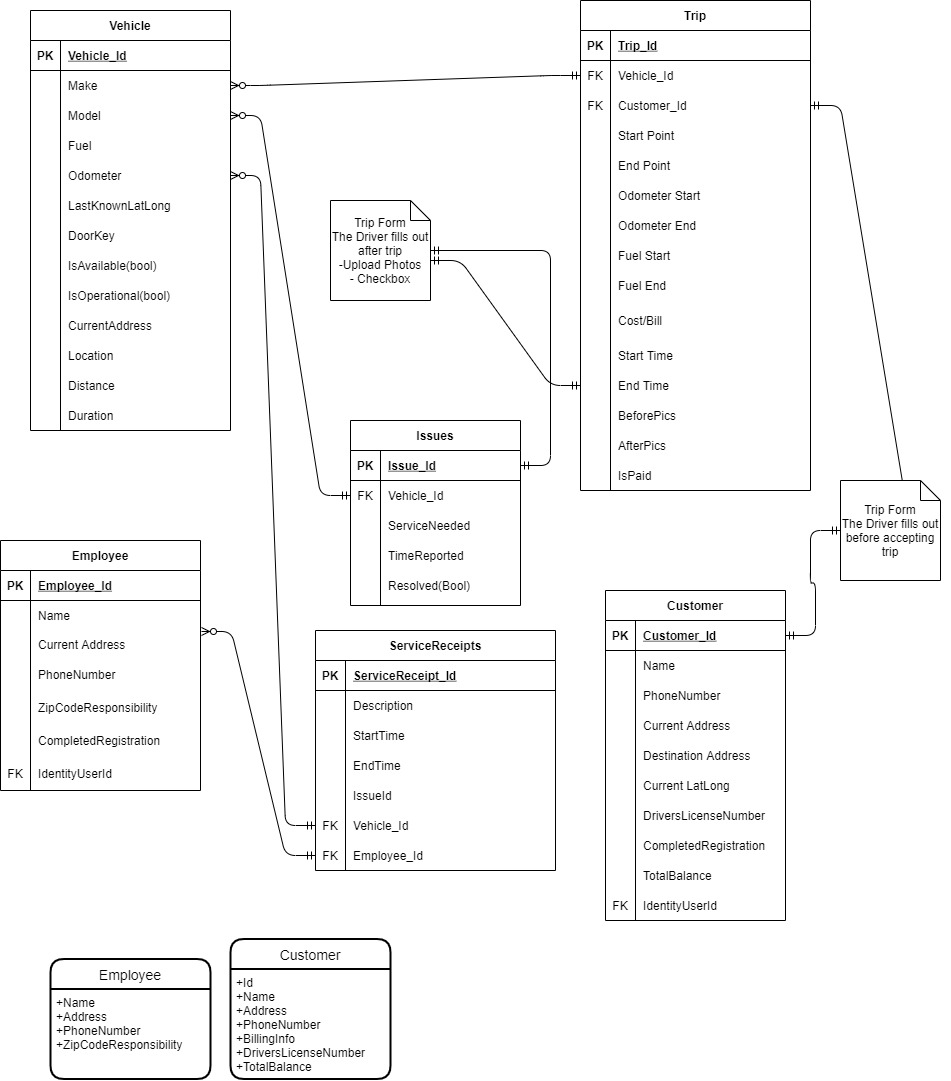 Vehicle
PK Vehicle_Id
Make
Model
Fuel
Odometer
LastKnownLatLong
DoorKey
IsAvailable(bool)
IsOperational(bool)
CurrentAddress
Location
Distance
Duration
Trip
PK Trip_Id
FK Vehicle_Id
FK Customer_Id
Start Point
End Point
Odometer Start
Odometer End
Fuel Start
Fuel End
Cost/Bill
Start Time
End Time
BeforePics
AfterPics
IsPaid
Trip Form
The Driver fills out
after trip
-Upload Photos
- Checkbox
Issues
PK Issue_Id
FK Vehicle_Id
ServiceNeeded
TimeReported
Resolved(Bool)
Trip Form
The Driver fills out
before accepting
trip
Employee
PK Employee_Id
Name
Current Address
PhoneNumber
ZipCodeResponsibility
CompletedRegistration
FK IdentityUserId
ServiceReceipts
PK ServiceReceipt_Id
Description
StartTime
EndTime
IssueId
FK Vehicle_Id
FK Employee_Id
Customer
PK Customer_Id
Name
PhoneNumber
Current Address
Destination Address
Current LatLong
DriversLicenseNumber
CompletedRegistration
TotalBalance
FK IdentityUserId
Employee
+Name
+Address
+PhoneNumber
+ZipCodeResponsibility
Customer
+Id
+Name
+Address
+PhoneNumber
+BillingInfo
+DriversLicenseNumber
+TotalBalance